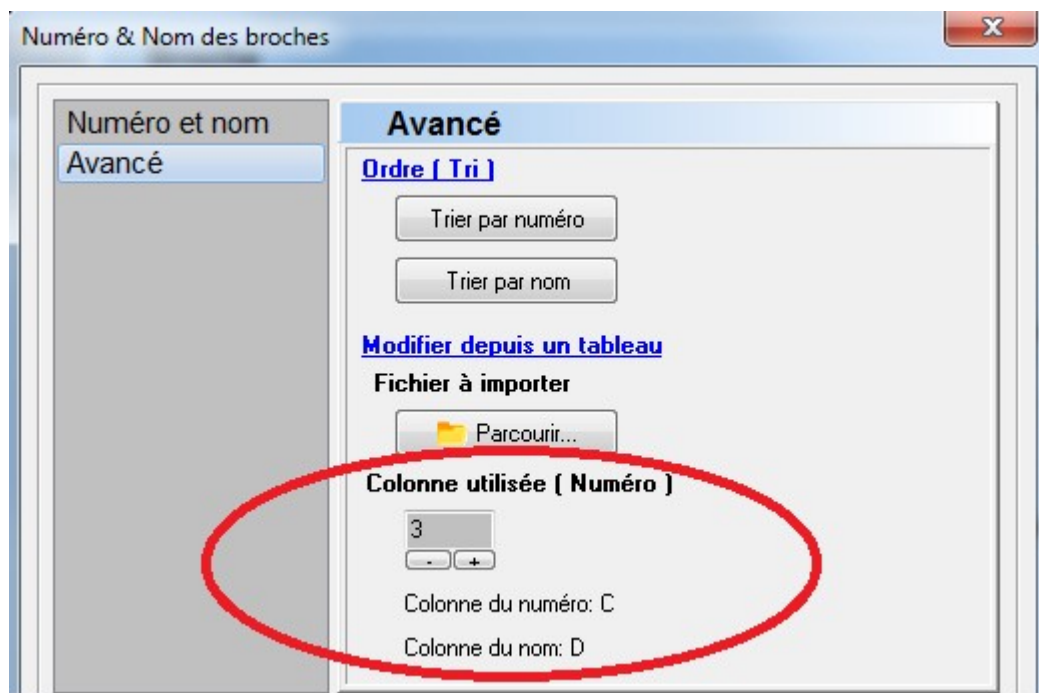 Numéro & Nom des broches
x
Numéro et nom
Avancé
Avancé
Ordre ( Tri )
Trier par numéro
Trier par nom
Modifier depuis un tableau
Fichier à importer
Parcourir...
Colonne utilisée ( Numéro )
3
- +
Colonne du numéro: C
Colonne du nom: D